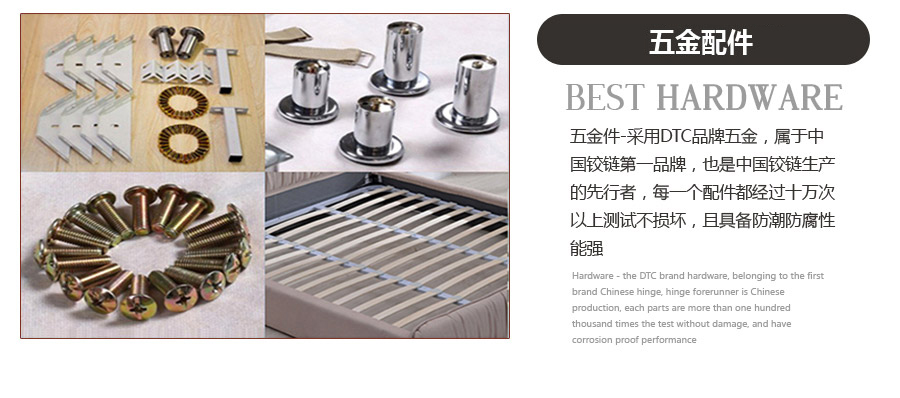 五金配件
BEST HARDWARE
五金件-采用DTC品牌五金，属于中
国铰链第一品牌，也是中国铰链生产
的先行者，每一个配件都经过十万次
以上测试不损坏，且具备防潮防腐性
能强
Hardware - the DTC brand hardware, belonging to the first
brand Chinese hinge, hinge forerunner is Chinese
production, each parts are more than one hundred
thousand times the test without damage, and have
corrosion proof performance